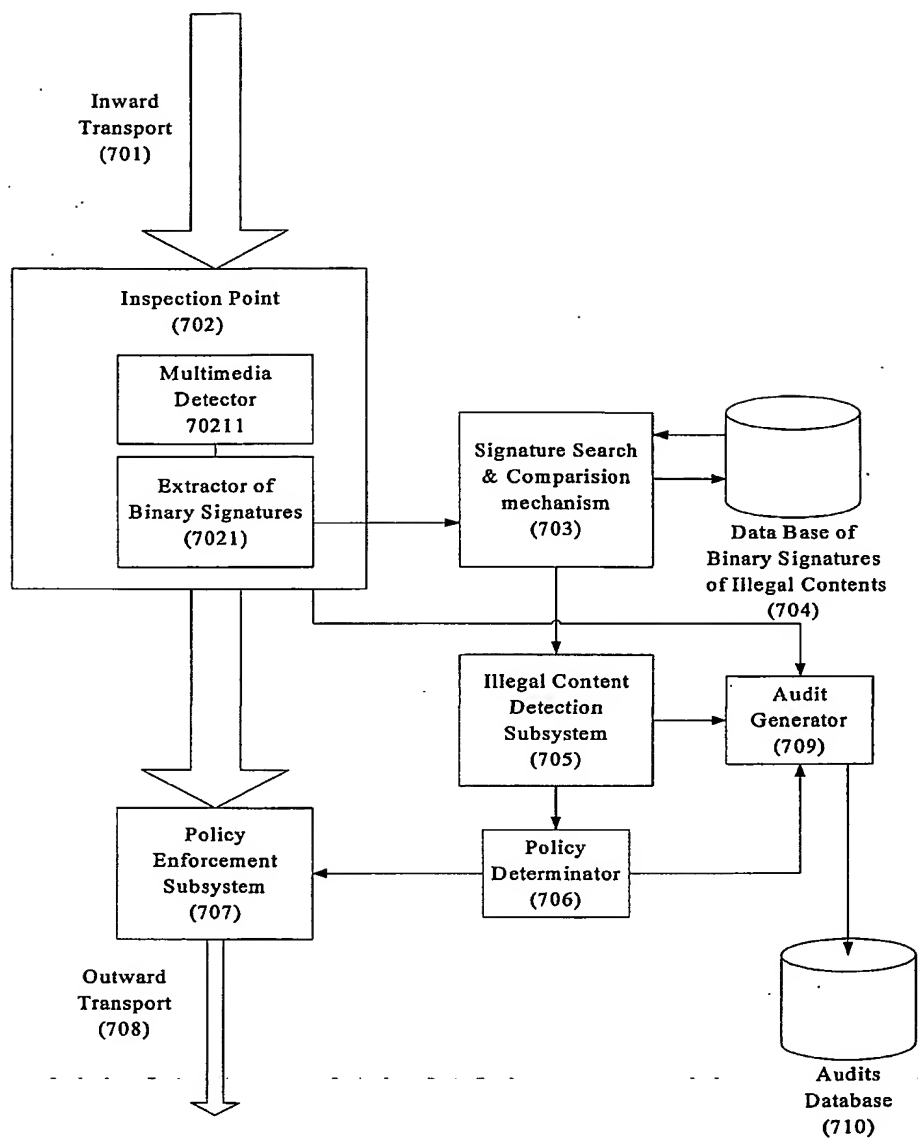 Inward
Transport
(701)
Inspection Point
(702)
Multimedia
Detector
70211
Extractor of
Binary Signatures
(7021)
Signature Search
& Comparision
mechanism
(703)
Data Base of
Binary Signatures
of Illegal Contents
(704)
Illegal Content
Detection
Subsystem
(705)
Audit
Generator
(709)
Policy
Enforcement
Subsystem
(707)
Policy
Determinator
(706)
Outward
Transport
(708)
Audits
Database
(710)